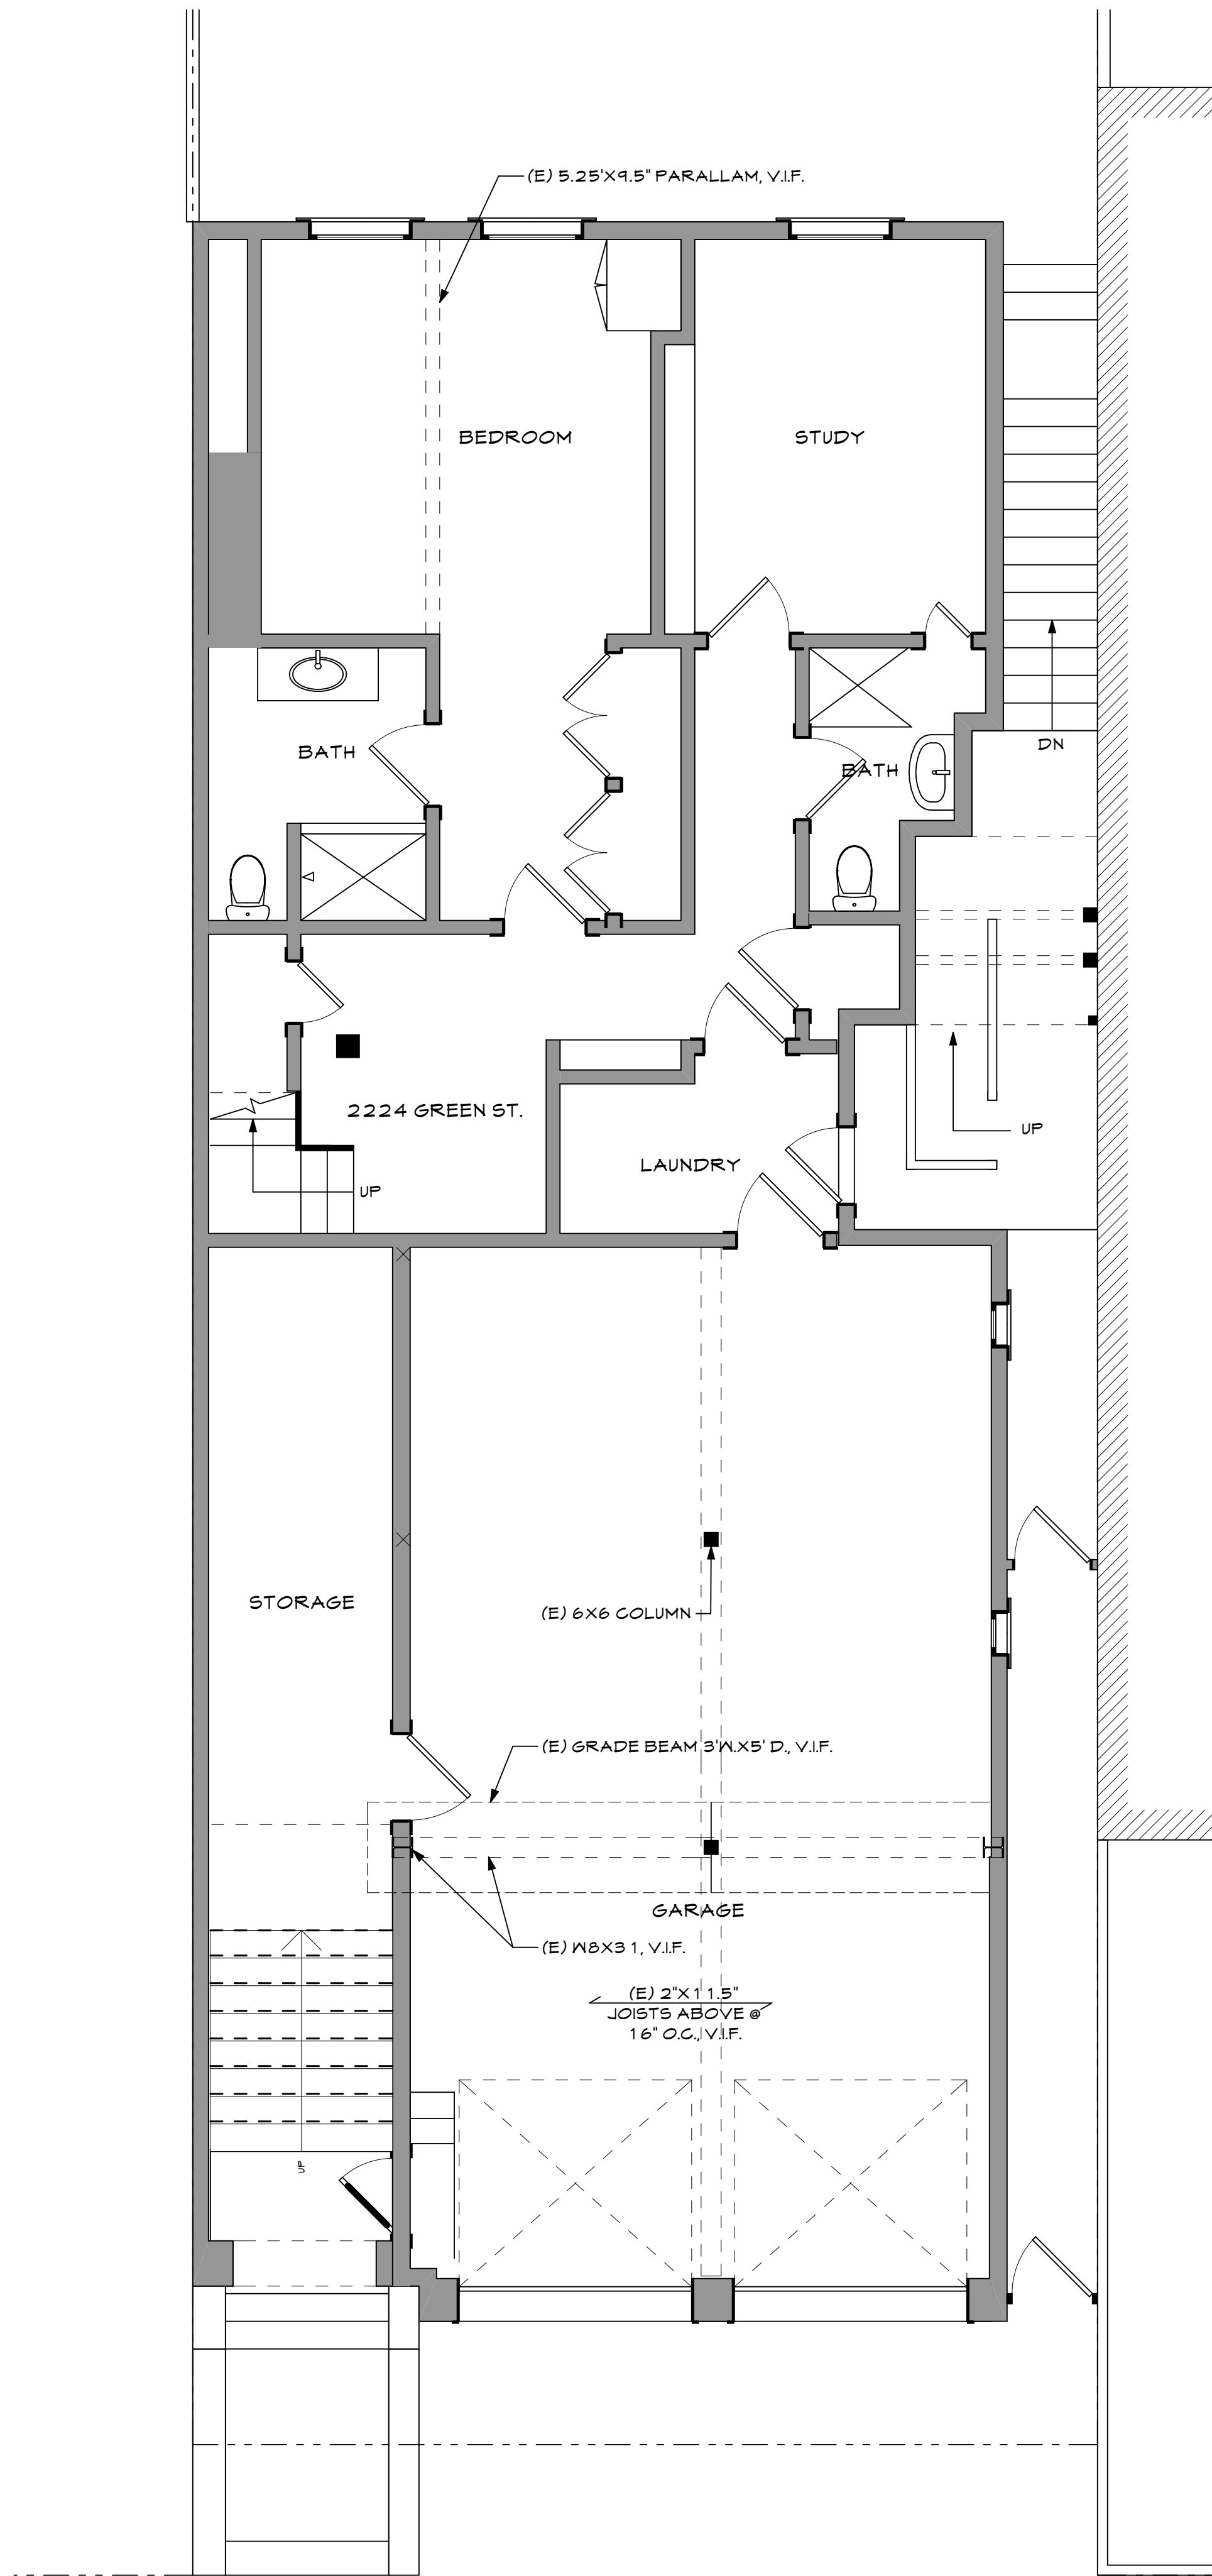 (E) 5.25'X9.5" PARALLAM, V.I.F.
BEDROOM
STUDY
BATH
BATH
DN
2224 GREEN ST.
UP
LAUNDRY
UP
STORAGE
(E) 6X6 COLUMN
(E) GRADE BEAM 3'W.X5' D., V.I.F.
GARAGE
(E) W8X31, V.I.F.
(E) 2"X11.5"
JOISTS ABOVE @
16" O.C., V.I.F.
UP